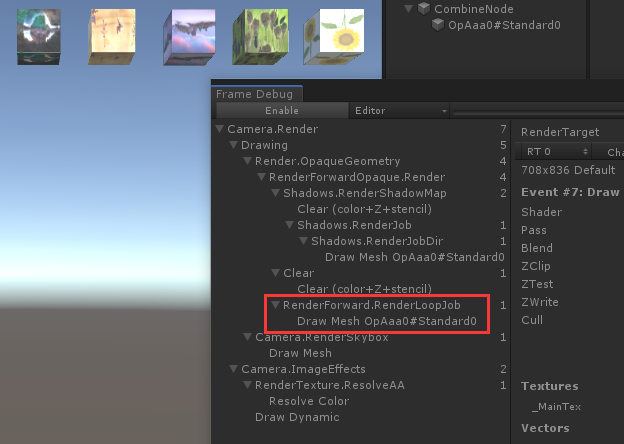 CombineNode
OpAaa0#Standard0
Frame Debug
Enable Editor
Camera.Render 7
Drawing 5
Render.OpaqueGeometry 4
RenderForwardOpaque.Render 4
Shadows.RenderShadowMap 2
Clear (color+Z+stencil)
Shadows.RenderJob 1
Shadows.RenderJobDir 1
Draw Mesh OpAaa0#Standard0
Clear 1
Clear (color+Z+stencil)
RenderForward.RenderLoopJob 1
Draw Mesh OpAaa0#Standard0
Camera.RenderSkybox 1
Draw Mesh
Camera.ImageEffects 2
RenderTexture.ResolveAA 1
Resolve Color
Draw Dynamic
RenderTarget
RT 0 Cha
708x836 Default
Event #7: Draw
Shader
Pass
Blend
ZClip
ZTest
ZWrite
Cull
Textures
_MainTex
Vectors